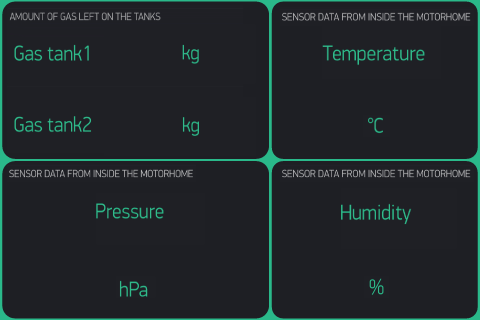 AMOUNT OF GAS LEFT ON THE TANKS
Gas tank1 kg
Gas tank2 kg
SENSOR DATA FROM INSIDE THE MOTORHOME
Temperature
°C
SENSOR DATA FROM INSIDE THE MOTORHOME
Pressure
hPa
SENSOR DATA FROM INSIDE THE MOTORHOME
Humidity
%